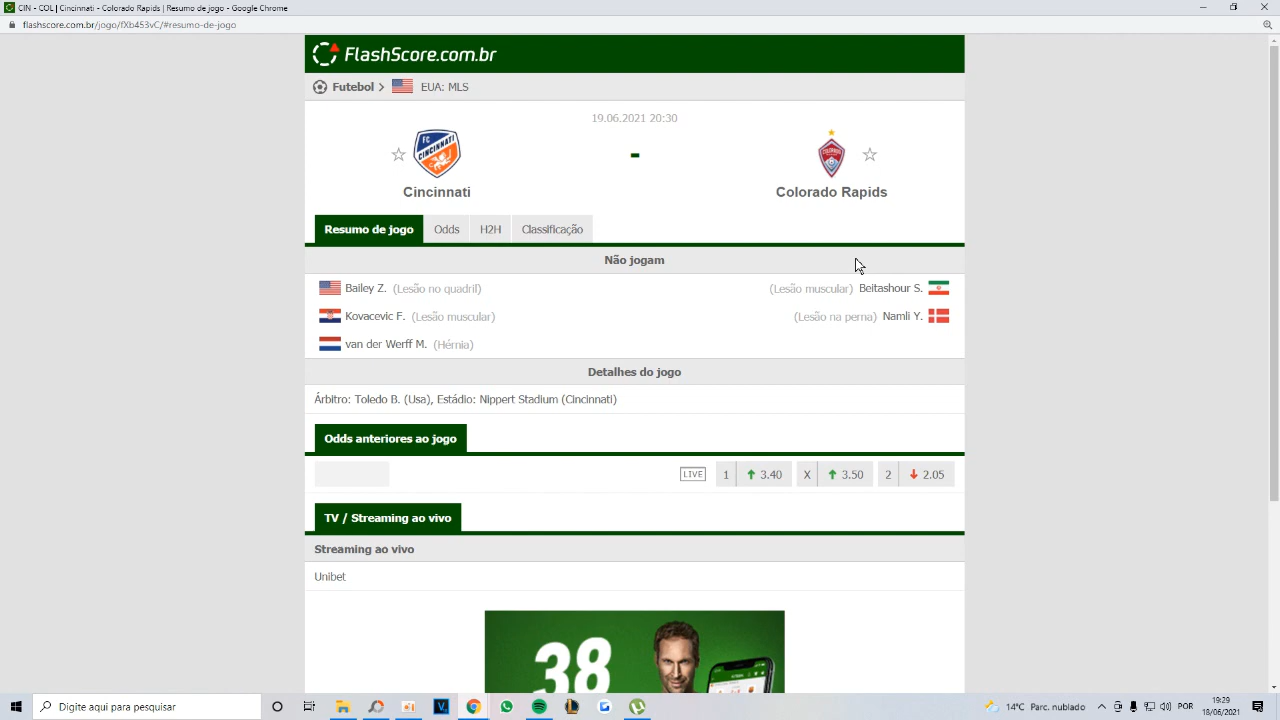 CIN - COL | Cincinnati - Colorado Rapids | Resumo de jogo - Google Chrome
flashscore.com.br/jogo/fXb453vC/#resumo-de-jogo
FlashScore.com.br
Futebol > EUA: MLS
19.06.2021 20:30
FC CINCINNATI
-
COLORADO
Cincinnati
Colorado Rapids
Resumo de jogo Odds H2H Classificação
Não jogam
Bailey Z. (Lesão no quadril) (Lesão muscular) Beitashour S.
Kovacevic F. (Lesão muscular) (Lesão na perna) Namli Y.
van der Werff M. (Hérnia)
Detalhes do jogo
Árbitro: Toledo B. (Usa), Estádio: Nippert Stadium (Cincinnati)
Odds anteriores ao jogo
LIVE 1 3.40 X 3.50 2 2.05
TV / Streaming ao vivo
Streaming ao vivo
Unibet
38
Digite aqui para pesquisar
14°C Parc. nublado
POR
19:29
18/06/2021